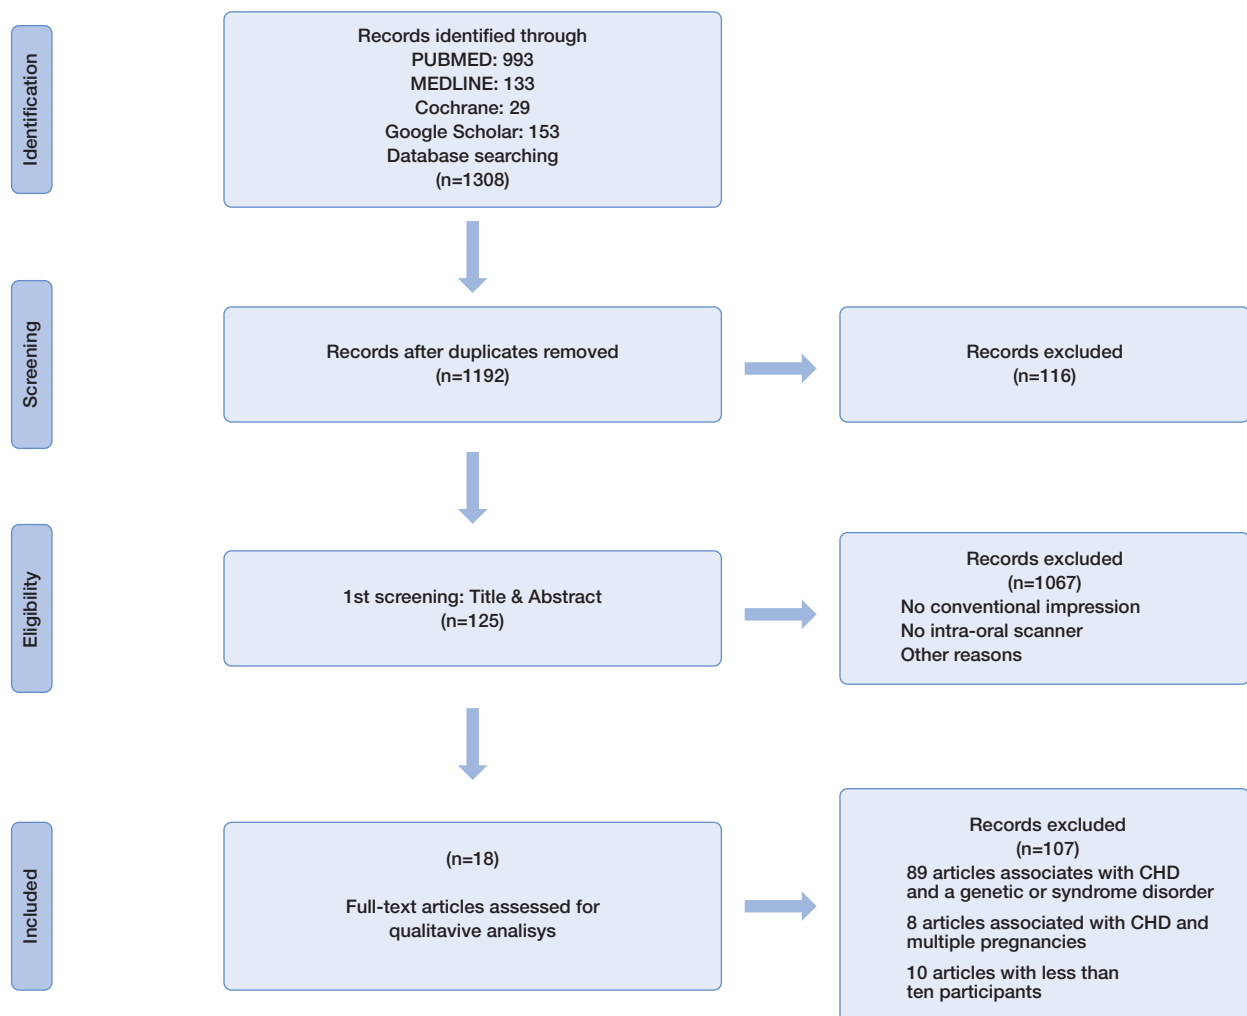 Identification
Records identified through
PUBMED: 993
MEDLINE: 133
Cochrane: 29
Google Scholar: 153
Database searching
(n=1308)
Screening
Records after duplicates removed
(n=1192)
Records excluded
(n=116)
Eligibility
1st screening: Title & Abstract
(n=125)
Records excluded
(n=1067)
No conventional impression
No intra-oral scanner
Other reasons
Included
(n=18)
Full-text articles assessed for
qualitavive analisys
Records excluded
(n=107)
89 articles associates with CHD
and a genetic or syndrome disorder
8 articles associated with CHD and
multiple pregnancies
10 articles with less than
ten participants